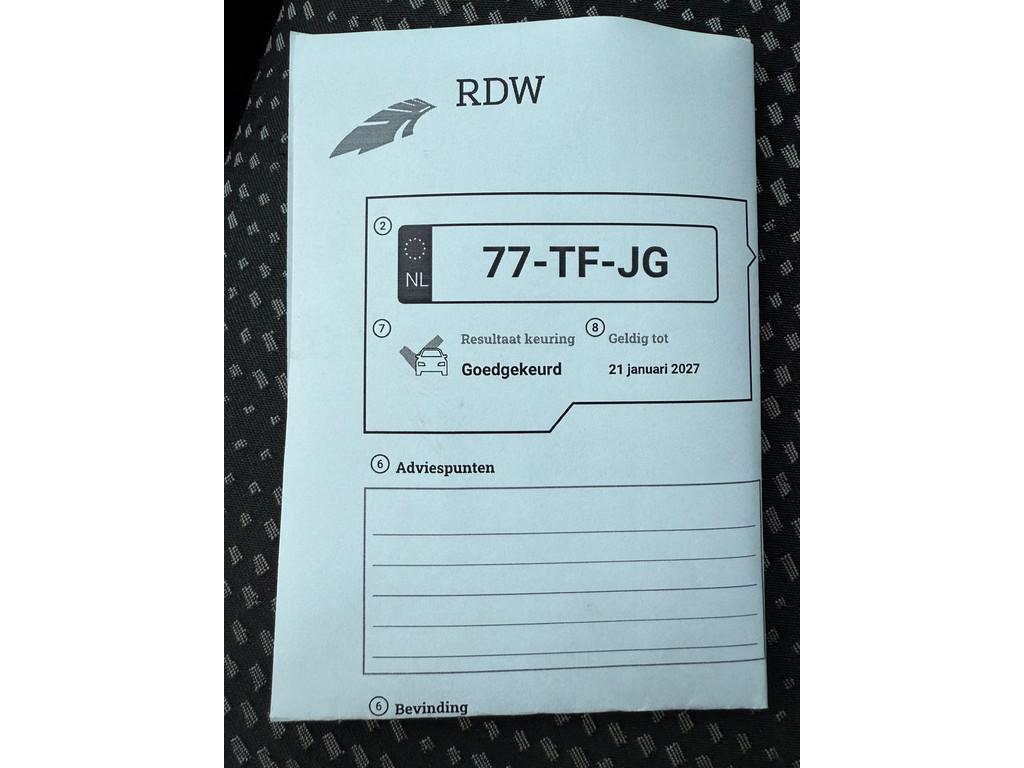 RDW
2
NL
77-TF-JG
7
Resultaat keuring
8
Geldig tot
Goedgekeurd
21 januari 2027
6 Adviespunten
6 Bevinding